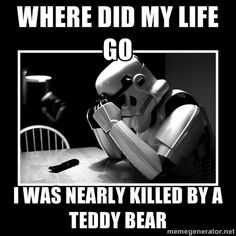 WHERE DID MY LIFE
GO
I WAS NEARLY KILLED BY A
TEDDY BEAR
memegenerator.net